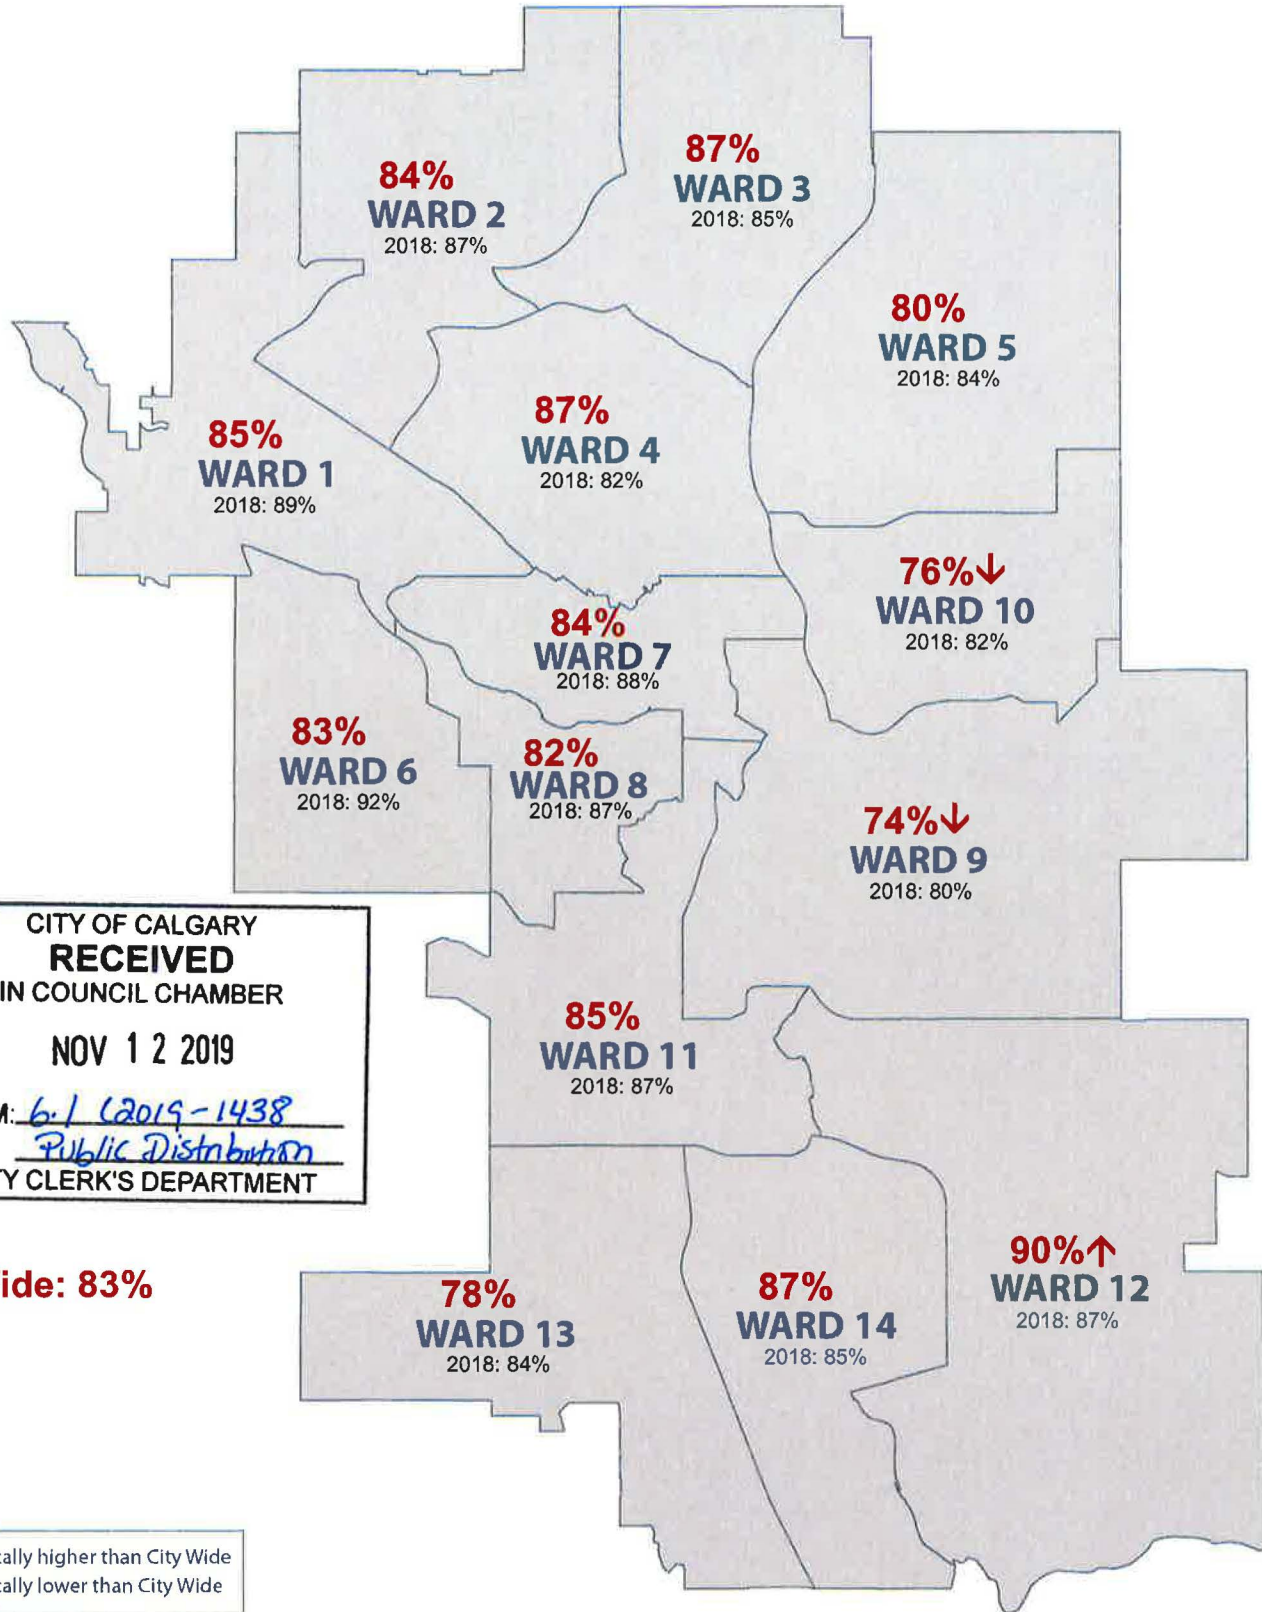 87%
WARD 3
2018: 85%
84%
WARD 2
2018: 87%
80%
WARD 5
2018: 84%
87%
WARD 4
2018: 82%
85%
WARD 1
2018: 89%
76%↓
WARD 10
2018: 82%
84%
WARD 7
2018: 88%
83%
WARD 6
2018: 92%
82%
WARD 8
2018: 87%
74%↓
WARD 9
2018: 80%
CITY OF CALGARY
RECEIVED
IN COUNCIL CHAMBER
NOV 12 2019
M: 6.1 C2019-1438
Public Distribution
TY CLERK'S DEPARTMENT
85%
WARD 11
2018: 87%
ide: 83%
78%
WARD 13
2018: 84%
87%
WARD 14
2018: 85%
90%↑
WARD 12
2018: 87%
cally higher than City Wide
cally lower than City Wide